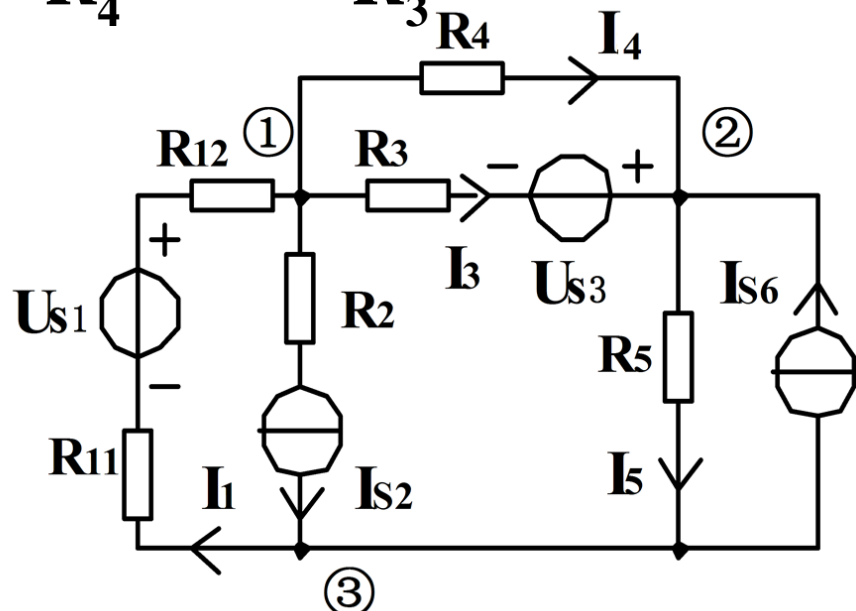 R4 R3
R4 I4
① ②
R12 R3 − +
+ I3 Us3 IS6
Us1 R2 R5
−
R11 I1 IS2 I5
③